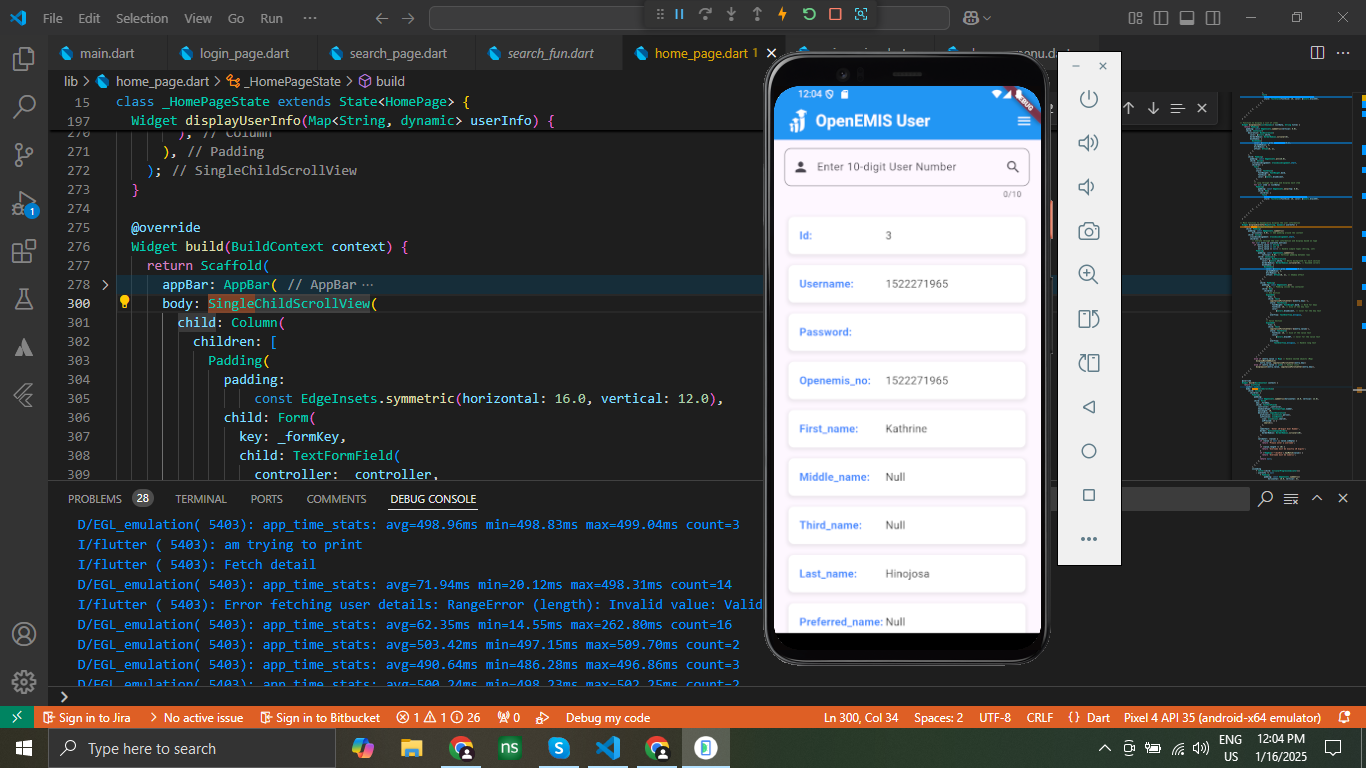 File Edit Selection View Go Run ···
main.dart login_page.dart search_page.dart search_fun.dart home_page.dart 1
lib > home_page.dart > _HomePageState > build
15 class _HomePageState extends State<HomePage> {
197 Widget displayUserInfo(Map<String, dynamic> userInfo) {
270 ), // Column
271 ), // Padding
272 ); // SingleChildScrollView
273 }
274
275 @override
276 Widget build(BuildContext context) {
277 return Scaffold(
278 appBar: AppBar( // AppBar ···
300 body: SingleChildScrollView(
301 child: Column(
302 children: [
303 Padding(
304 padding:
305 const EdgeInsets.symmetric(horizontal: 16.0, vertical: 12.0),
306 child: Form(
307 key: _formKey,
308 child: TextFormField(
309 controller: controller,
PROBLEMS 28 TERMINAL PORTS COMMENTS DEBUG CONSOLE
D/EGL_emulation( 5403): app_time_stats: avg=498.96ms min=498.83ms max=499.04ms count=3
I/flutter ( 5403): am trying to print
I/flutter ( 5403): Fetch detail
D/EGL_emulation( 5403): app_time_stats: avg=71.94ms min=20.12ms max=498.31ms count=14
I/flutter ( 5403): Error fetching user details: RangeError (length): Invalid value: Valid
D/EGL_emulation( 5403): app_time_stats: avg=62.35ms min=14.55ms max=262.80ms count=16
D/EGL_emulation( 5403): app_time_stats: avg=503.42ms min=497.15ms max=509.70ms count=2
D/EGL_emulation( 5403): app_time_stats: avg=490.64ms min=486.28ms max=496.86ms count=3
D/EGL_emulation( 5403): app_time_stats: avg=500.24ms min=498.23ms max=502.25ms count=2
12:04
OpenEMIS User
Enter 10-digit User Number
0/10
Id: 3
Username: 1522271965
Password:
Openemis_no: 1522271965
First_name: Kathrine
Middle_name: Null
Third_name: Null
Last_name: Hinojosa
Preferred_name: Null
Sign in to Jira No active issue Sign in to Bitbucket 1 1 26 0 Debug my code Ln 300, Col 34 Spaces: 2 UTF-8 CRLF {} Dart Pixel 4 API 35 (android-x64 emulator)
Type here to search
ns
ENG
US
12:04 PM
1/16/2025